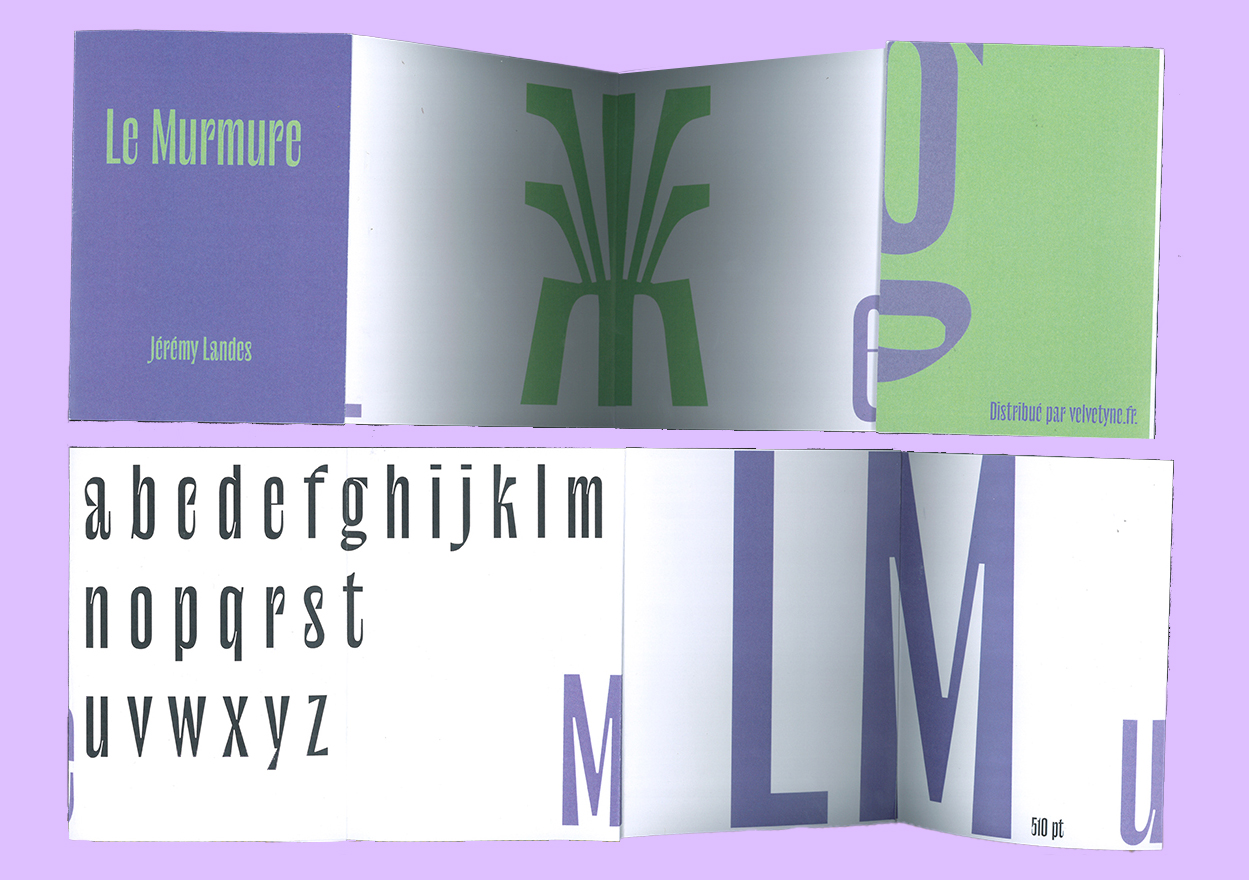 Le Murmure
Jérémy Landes
g
e
Distribué par velvetyne.fr.
abcdefghijklm
nopqrst
uvwxyz
M
LM
u
510 pt